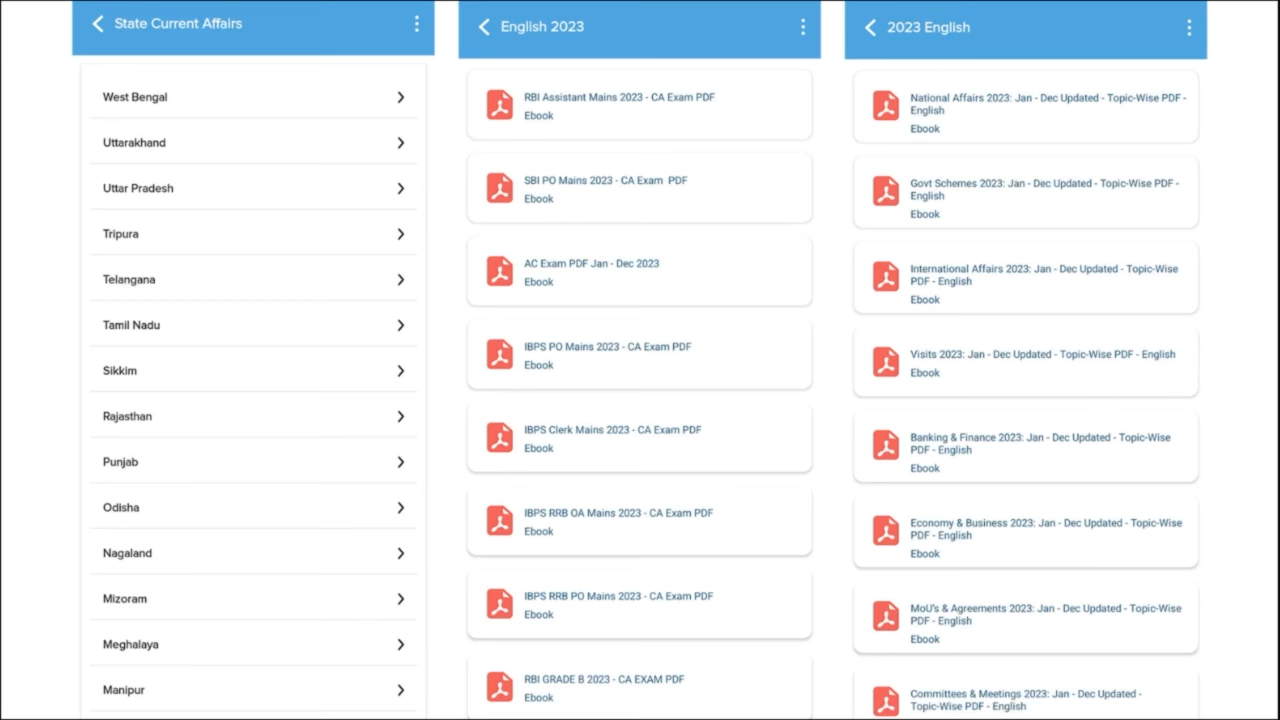 State Current Affairs
West Bengal
Uttarakhand
Uttar Pradesh
Tripura
Telangana
Tamil Nadu
Sikkim
Rajasthan
Punjab
Odisha
Nagaland
Mizoram
Meghalaya
Manipur
English 2023
RBI Assistant Mains 2023 - CA Exam PDF
Ebook
SBI PO Mains 2023 - CA Exam PDF
Ebook
AC Exam PDF Jan - Dec 2023
Ebook
IBPS PO Mains 2023 - CA Exam PDF
Ebook
IBPS Clerk Mains 2023 - CA Exam PDF
Ebook
IBPS RRB OA Mains 2023 - CA Exam PDF
Ebook
IBPS RRB PO Mains 2023 - CA Exam PDF
Ebook
RBI GRADE B 2023 - CA EXAM PDF
Ebook
2023 English
National Affairs 2023: Jan - Dec Updated - Topic-Wise PDF -
English
Ebook
Govt Schemes 2023: Jan - Dec Updated - Topic-Wise PDF -
English
Ebook
International Affairs 2023: Jan - Dec Updated - Topic-Wise
PDF - English
Ebook
Visits 2023: Jan - Dec Updated - Topic-Wise PDF - English
Ebook
Banking & Finance 2023: Jan - Dec Updated - Topic-Wise
PDF - English
Ebook
Economy & Business 2023: Jan - Dec Updated - Topic-Wise
PDF - English
Ebook
MoU's & Agreements 2023: Jan - Dec Updated - Topic-Wise
PDF - English
Ebook
Committees & Meetings 2023: Jan - Dec Updated -
Topic-Wise PDF - English